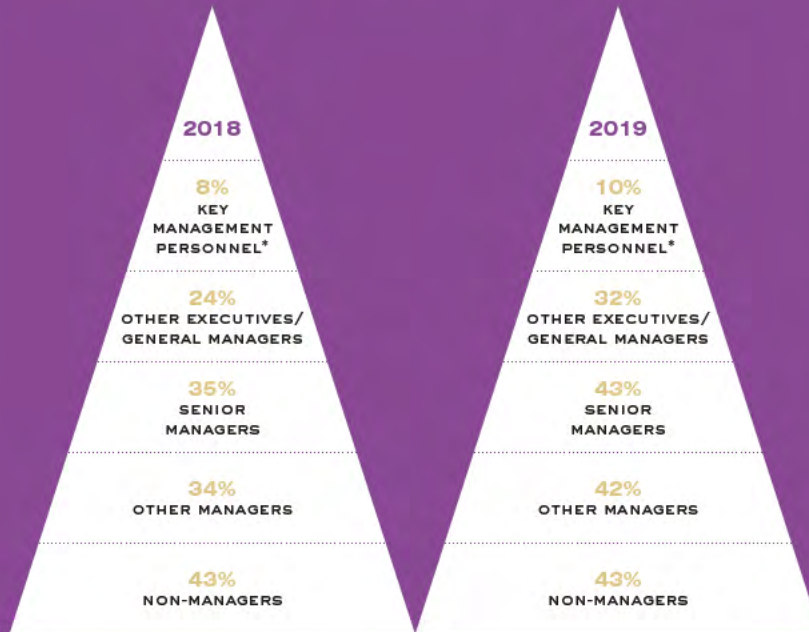 2018
8%
KEY
MANAGEMENT
PERSONNEL*
24%
OTHER EXECUTIVES/
GENERAL MANAGERS
35%
SENIOR
MANAGERS
34%
OTHER MANAGERS
43%
NON-MANAGERS
2019
10%
KEY
MANAGEMENT
PERSONNEL*
32%
OTHER EXECUTIVES/
GENERAL MANAGERS
43%
SENIOR
MANAGERS
42%
OTHER MANAGERS
43%
NON-MANAGERS